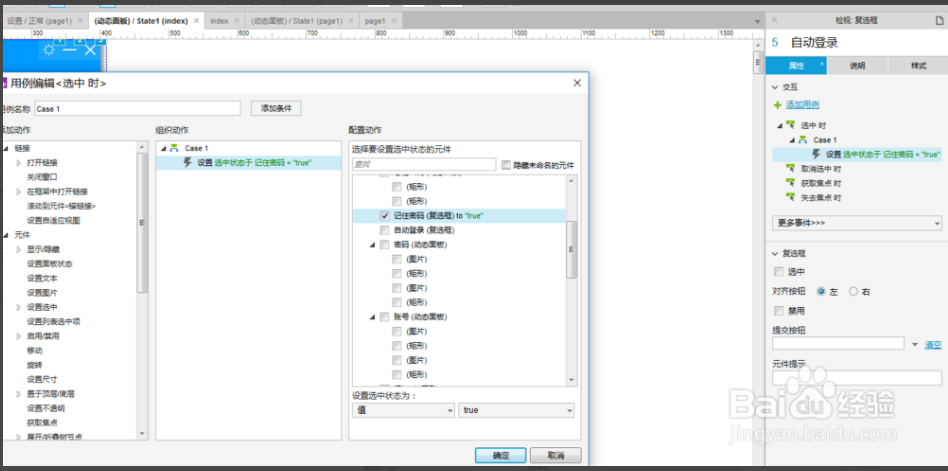 设置 / 正常 (page1)
(动态面板) / State1 (index)
index
(动态面板) / State1 (page1)
page1
300 400 500 600 700 800 900 1000 1100 1200 1300
用例编辑<选中 时>
用例名称 Case 1
添加条件
添加动作
链接
打开链接
关闭窗口
在框架中打开链接
滚动到元件<锚链接>
设置自适应视图
元件
显示/隐藏
设置面板状态
设置文本
设置图片
设置选中
设置列表选中项
启用/禁用
移动
旋转
设置尺寸
置于顶层/底层
设置不透明
获取焦点
展开/折叠树节点
组织动作
Case 1
设置 选中状态于 记住密码 = "true"
配置动作
选择要设置选中状态的元件
查找
隐藏未命名的元件
(矩形)
(矩形)
记住密码 (复选框) to "true"
自动登录 (复选框)
密码 (动态面板)
(图片)
(矩形)
(图片)
(矩形)
账号 (动态面板)
(图片)
(矩形)
(图片)
(矩形)
设置选中状态为：
值
true
确定
取消
检视: 复选框
5 自动登录
属性
说明
样式
交互
添加用例
选中 时
Case 1
设置 选中状态于 记住密码 = "true"
取消选中 时
获取焦点 时
失去焦点 时
更多事件>>>
复选框
选中
对齐按钮 左 右
禁用
提交按钮
清空
元件提示
Baidu 经验
jingyan.baidu.com